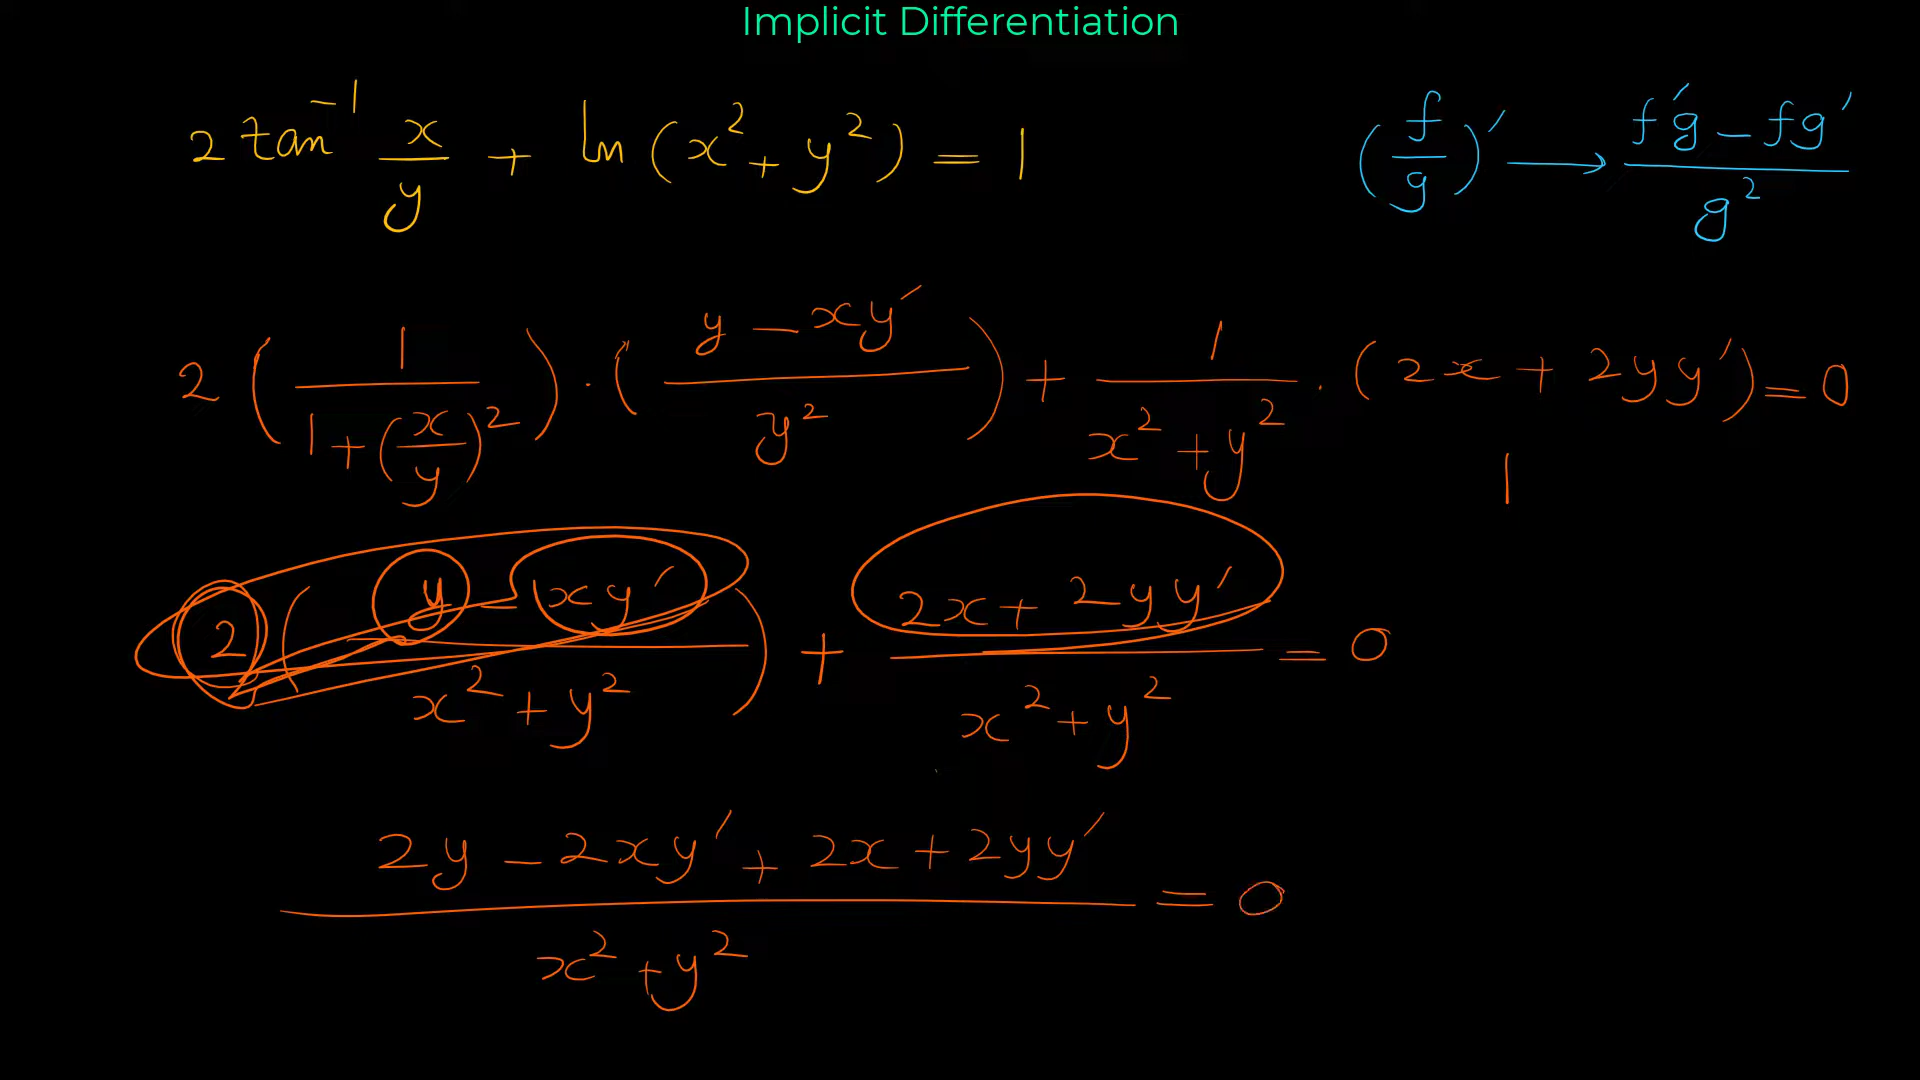 Implicit Differentiation
2 tan⁻¹ x/y + ln(x² + y²) = 1
(f/g)′ → (f′g − fg′)/g²
2 (1/(1 + (x/y)²)) · ((y − xy′)/y²) + 1/(x² + y²) · (2x + 2yy′) = 0
1
2 ((y − xy′)/(x² + y²)) + (2x + 2yy′)/(x² + y²) = 0
(2y − 2xy′ + 2x + 2yy′)/(x² + y²) = 0